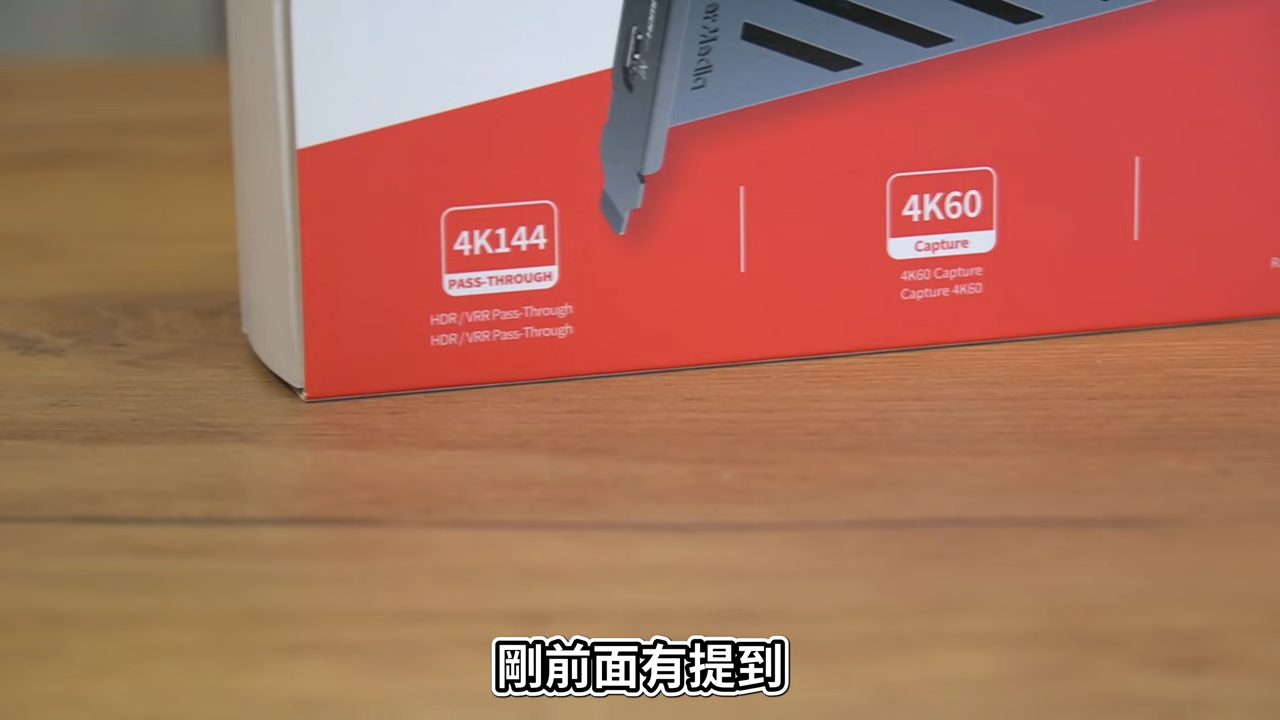 erMedia
4K144
PASS-THROUGH
HDR / VRR Pass-Through
HDR / VRR Pass-Through
4K60
Capture
4K60 Capture
Capture 4K60
剛前面有提到